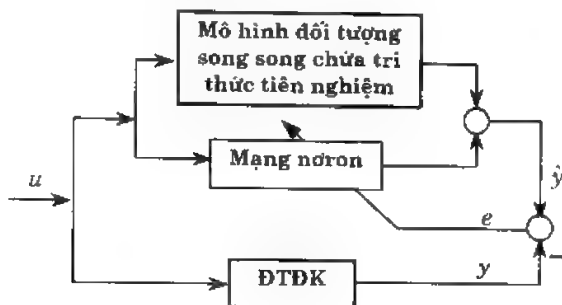 Mô hình đối tượng
song song chứa tri
thức tiên nghiệm
Mạng nơron
u
ŷ
e
ĐTĐK
y